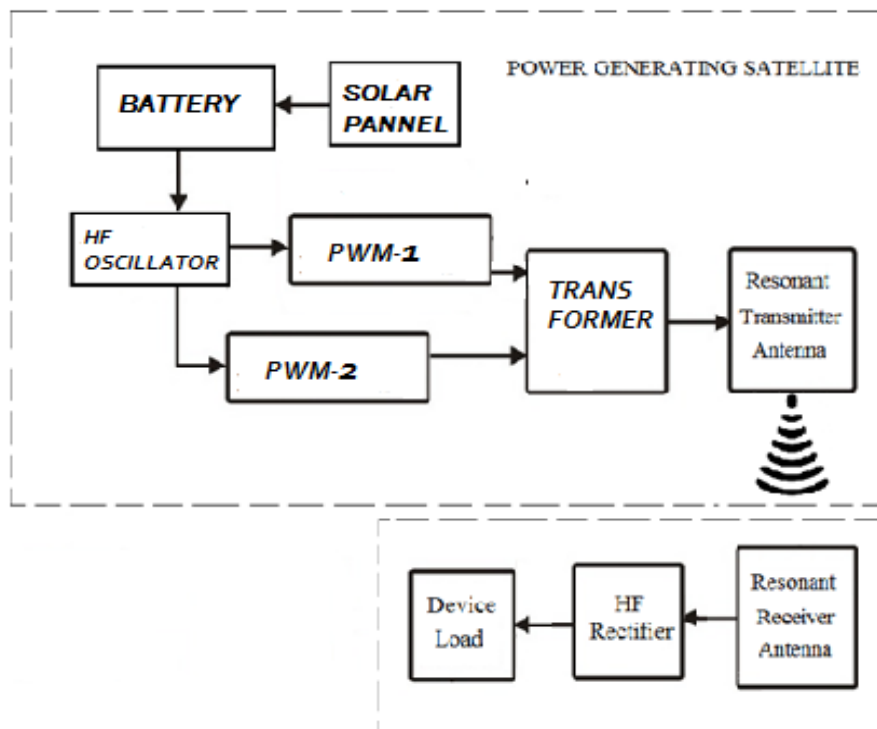 POWER GENERATING SATELLITE
BATTERY
SOLAR
PANNEL
HF
OSCILLATOR
PWM-1
PWM-2
TRANS
FORMER
Resonant
Transmitter
Antenna
Device
Load
HF
Rectifier
Resonant
Receiver
Antenna